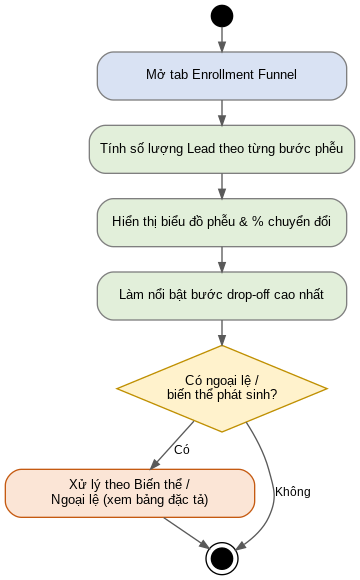 Mở tab Enrollment Funnel
Tính số lượng Lead theo từng bước phễu
Hiển thị biểu đồ phễu & % chuyển đổi
Làm nổi bật bước drop-off cao nhất
Có ngoại lệ /
biến thể phát sinh?
Có
Xử lý theo Biến thể /
Ngoại lệ (xem bảng đặc tả)
Không